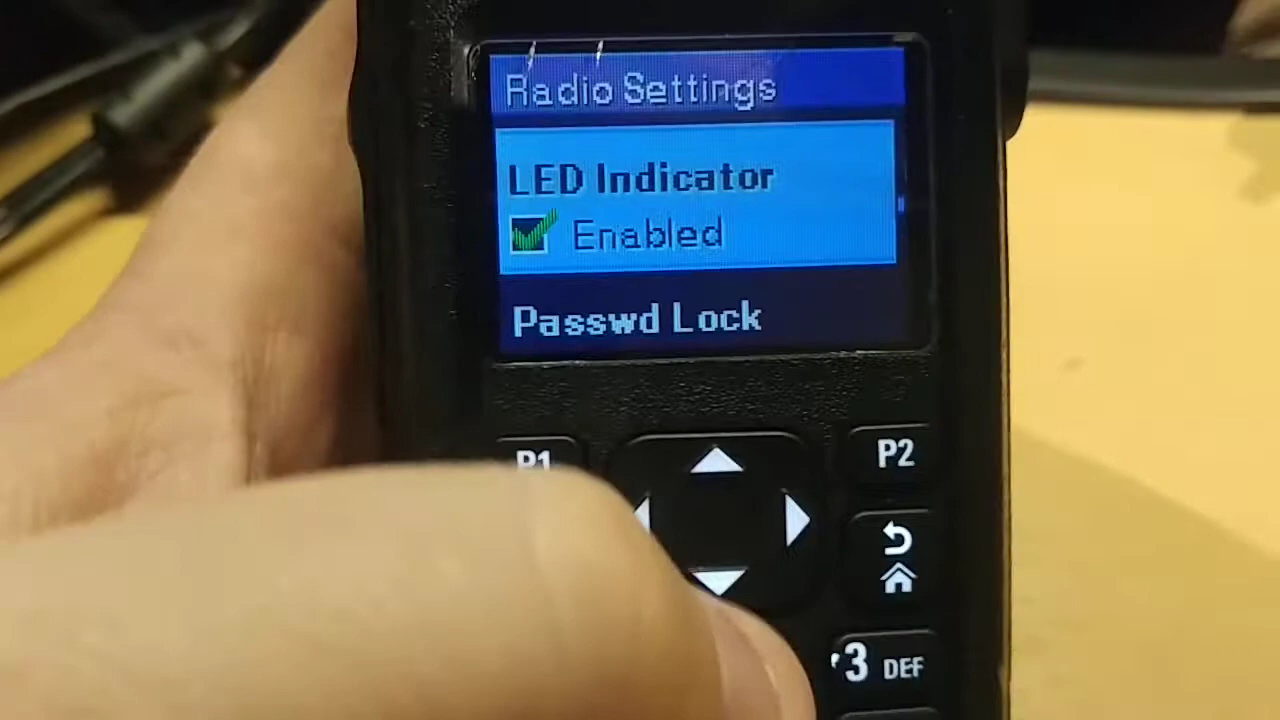 Radio Settings
LED Indicator
Enabled
Passwd Lock
P1
P2
3 DEF